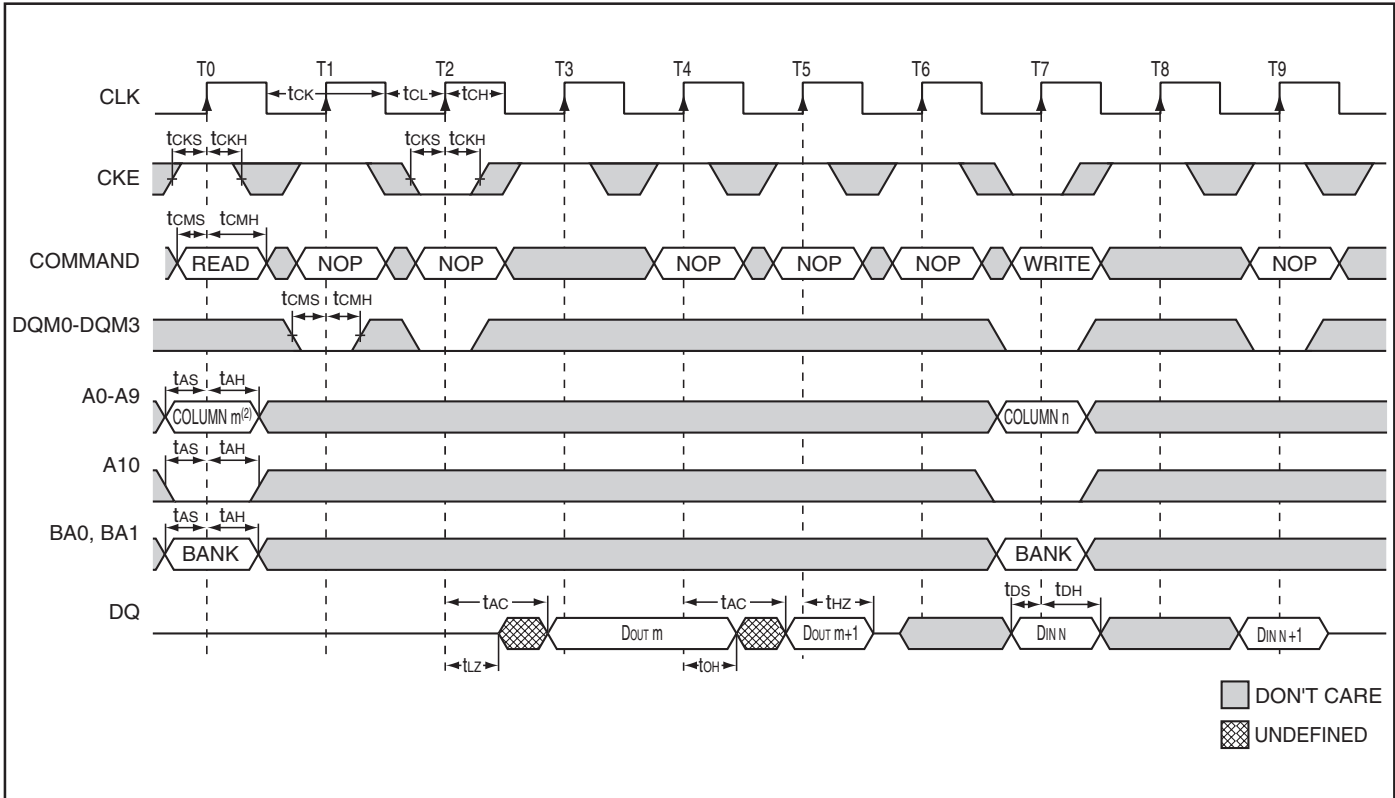 T0 T1 T2 T3 T4 T5 T6 T7 T8 T9
CLK tCK tCL tCH
tCKS tCKH tCKS tCKH
CKE
tCMS tCMH
COMMAND READ NOP NOP NOP NOP NOP WRITE NOP
tCMS tCMH
DQM0-DQM3
tAS tAH
A0-A9 COLUMN m(2) COLUMN n
tAS tAH
A10
tAS tAH
BA0, BA1 BANK BANK
tAC tAC tHZ tDS tDH
DQ DOUT m DOUT m+1 DIN N DIN N+1
tLZ tOH
DON'T CARE
UNDEFINED